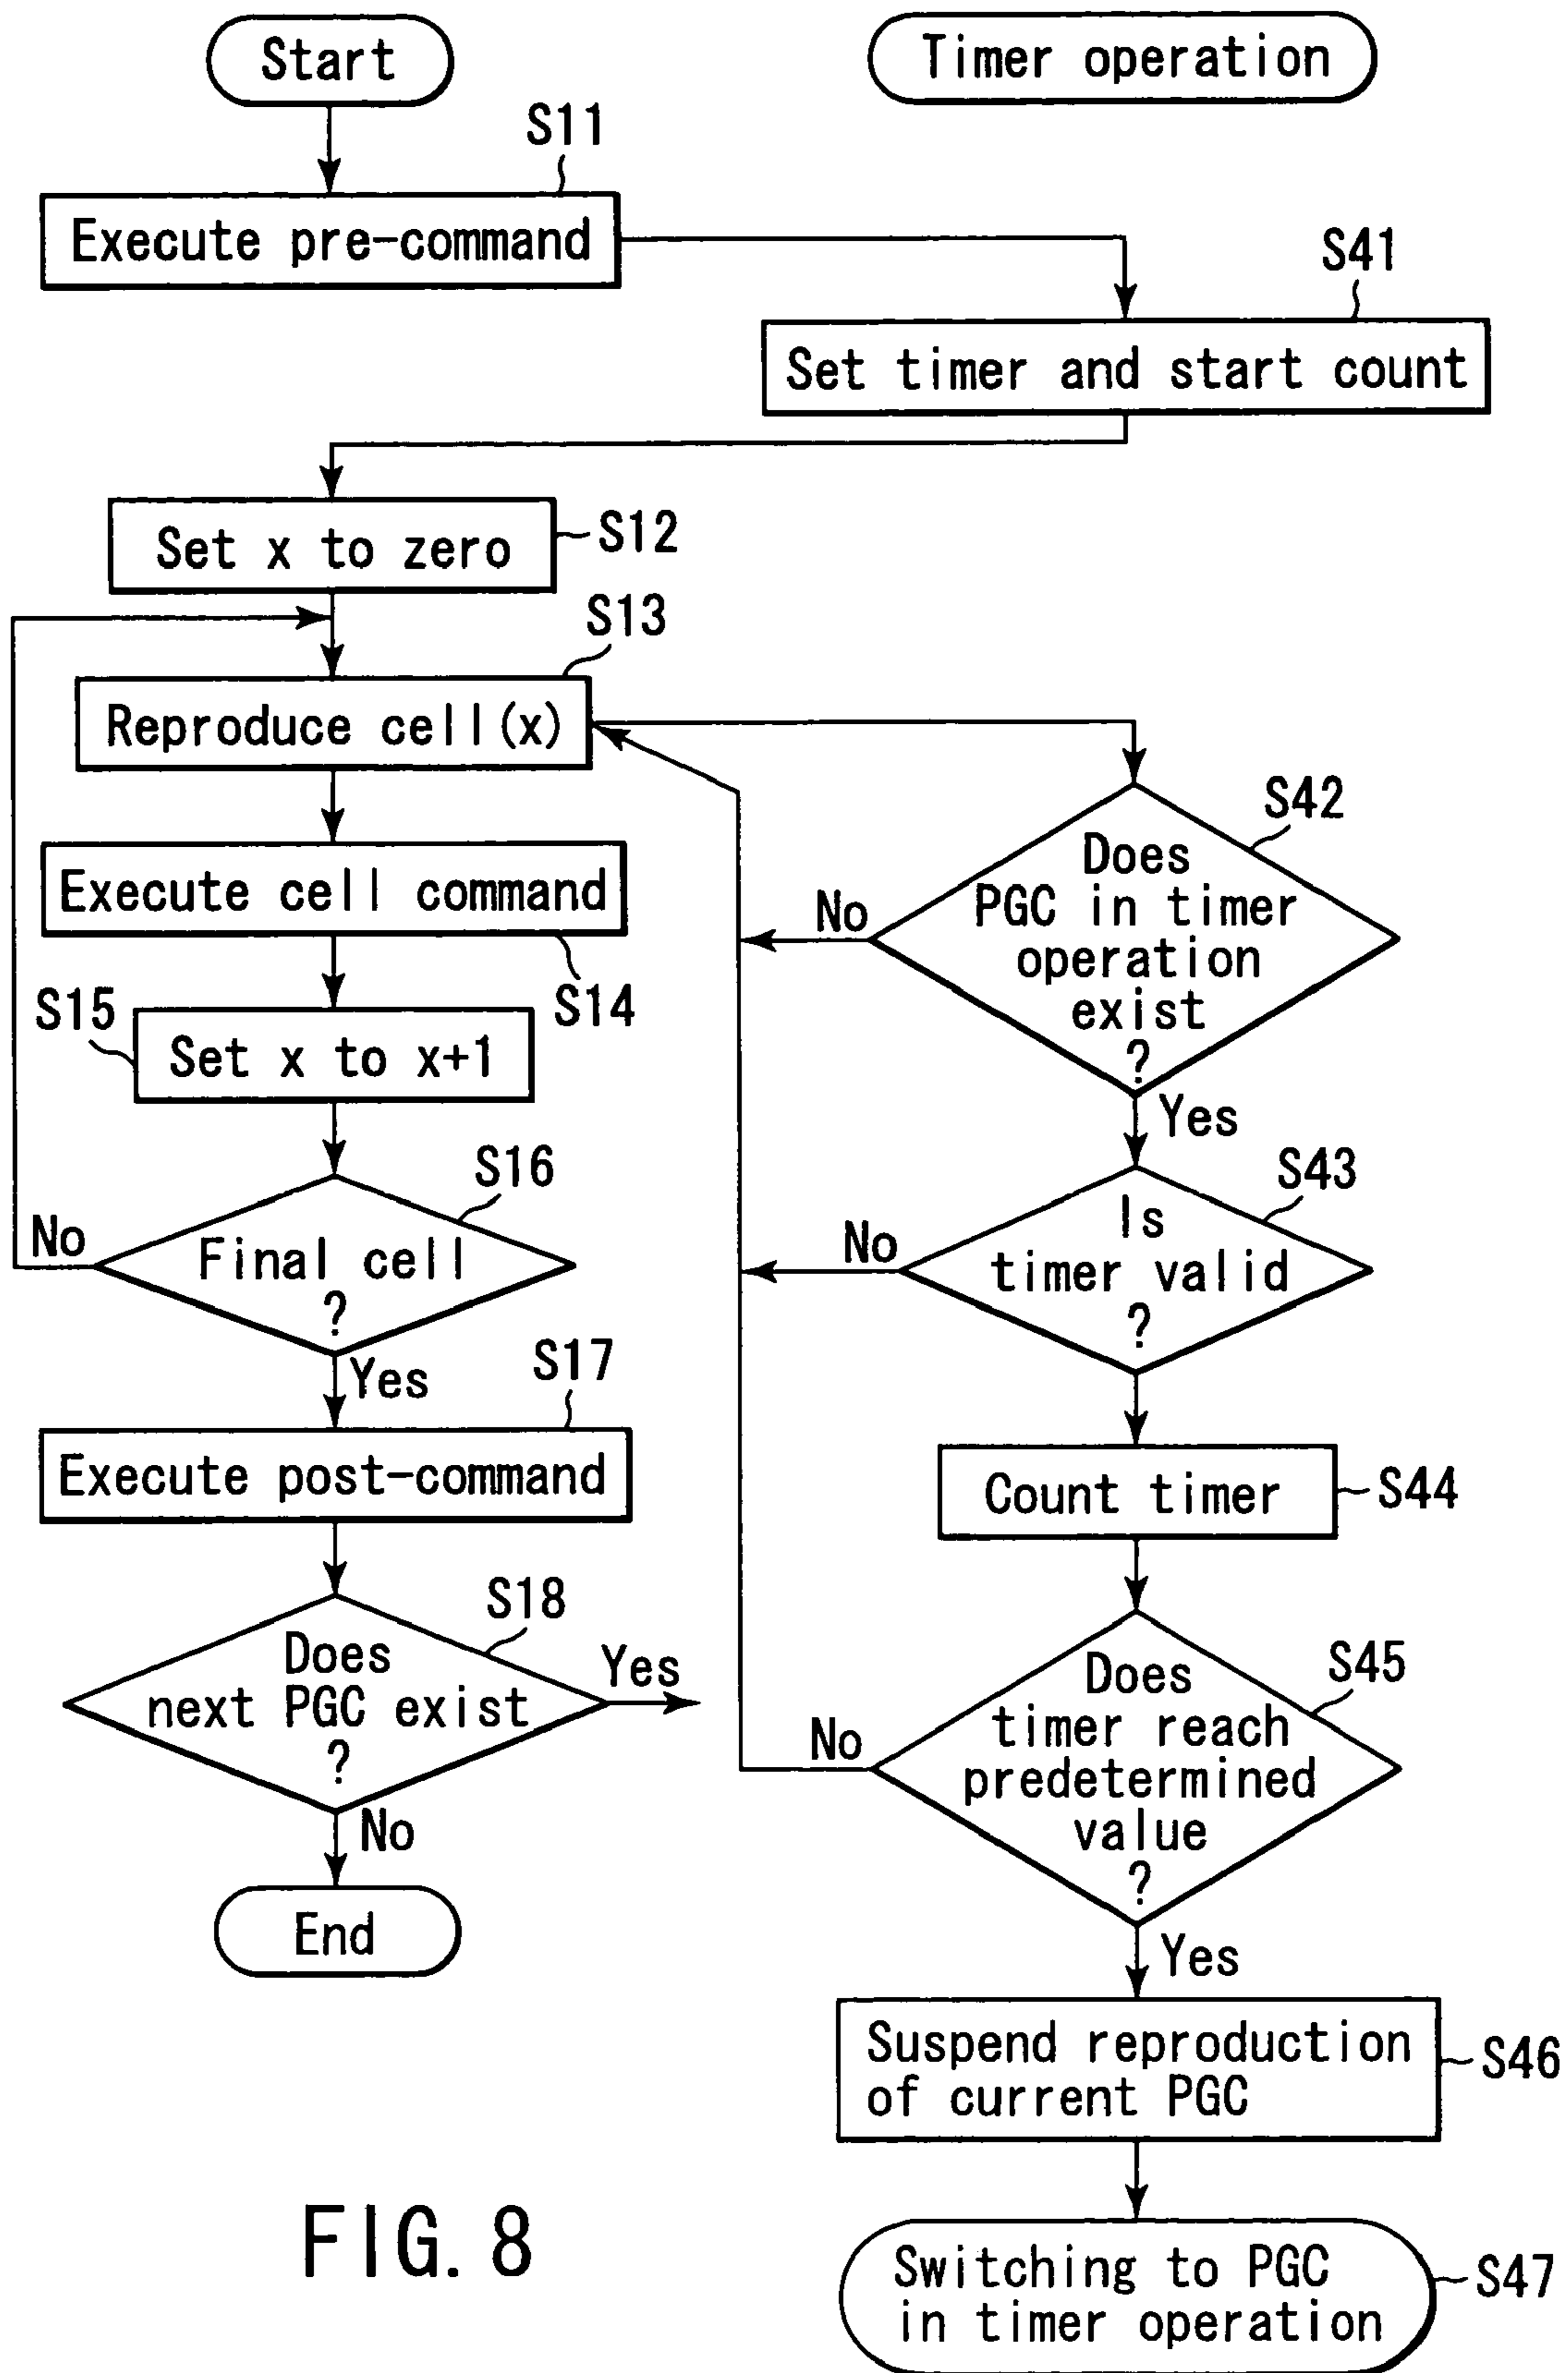 Start
Timer operation
S11
Execute pre-command
S41
Set timer and start count
Set x to zero
S12
S13
Reproduce cell(x)
Execute cell command
S14
S15
Set x to x+1
S16
Final cell
?
No
Yes
S17
Execute post-command
S18
Does
next PGC exist
?
Yes
No
End
S42
Does
PGC in timer
operation
exist
?
No
Yes
S43
Is
timer valid
?
No
Count timer
S44
S45
Does
timer reach
predetermined
value
?
No
Yes
Suspend reproduction
of current PGC
S46
Switching to PGC
in timer operation
S47
FIG. 8